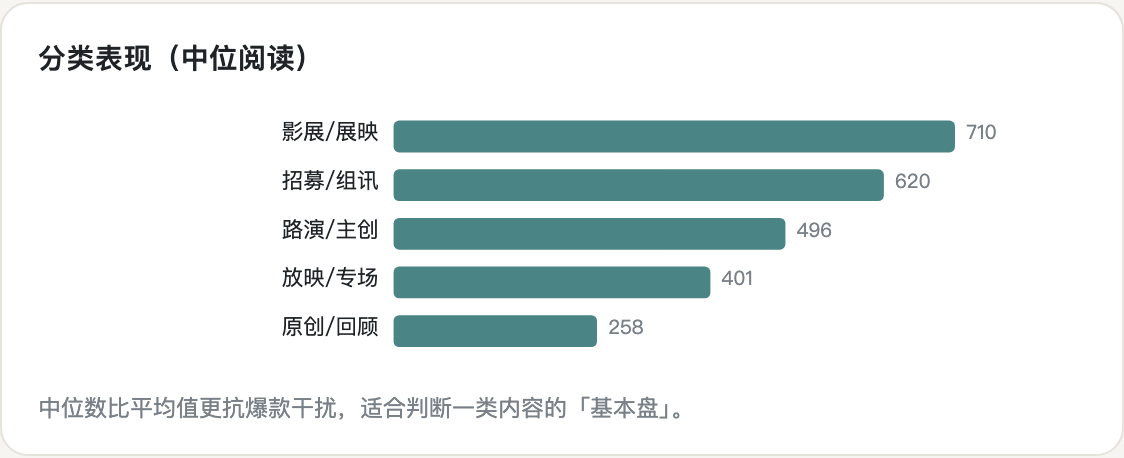 分类表现（中位阅读）
影展/展映 710
招募/组讯 620
路演/主创 496
放映/专场 401
原创/回顾 258
中位数比平均值更抗爆款干扰，适合判断一类内容的「基本盘」。